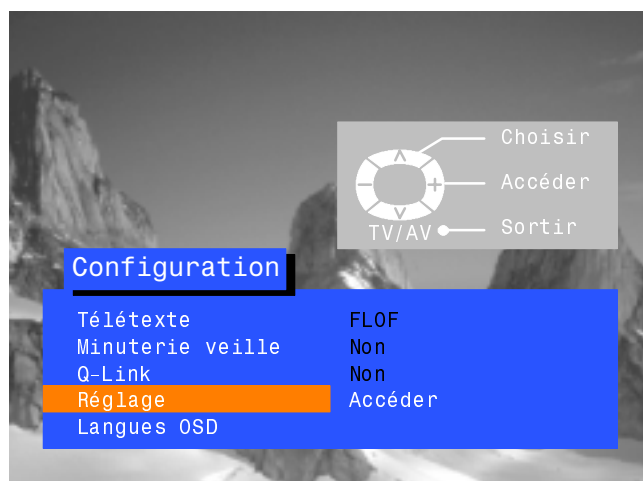 Choisir
Accéder
TV/AV Sortir
Configuration
Télétexte FLOF
Minuterie veille Non
Q-Link Non
Réglage Accéder
Langues OSD